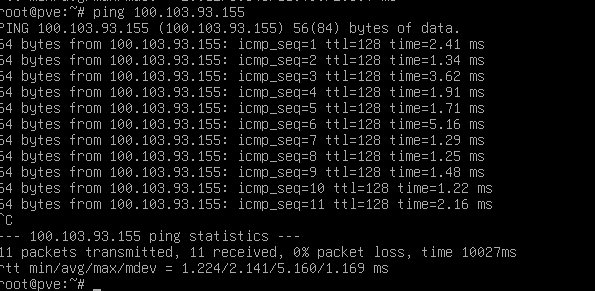 root@pve:~# ping 100.103.93.155
PING 100.103.93.155 (100.103.93.155) 56(84) bytes of data.
64 bytes from 100.103.93.155: icmp_seq=1 ttl=128 time=2.41 ms
64 bytes from 100.103.93.155: icmp_seq=2 ttl=128 time=1.34 ms
64 bytes from 100.103.93.155: icmp_seq=3 ttl=128 time=3.62 ms
64 bytes from 100.103.93.155: icmp_seq=4 ttl=128 time=1.91 ms
64 bytes from 100.103.93.155: icmp_seq=5 ttl=128 time=1.71 ms
64 bytes from 100.103.93.155: icmp_seq=6 ttl=128 time=5.16 ms
64 bytes from 100.103.93.155: icmp_seq=7 ttl=128 time=1.29 ms
64 bytes from 100.103.93.155: icmp_seq=8 ttl=128 time=1.25 ms
64 bytes from 100.103.93.155: icmp_seq=9 ttl=128 time=1.48 ms
64 bytes from 100.103.93.155: icmp_seq=10 ttl=128 time=1.22 ms
64 bytes from 100.103.93.155: icmp_seq=11 ttl=128 time=2.16 ms
^C
--- 100.103.93.155 ping statistics ---
11 packets transmitted, 11 received, 0% packet loss, time 10027ms
rtt min/avg/max/mdev = 1.224/2.141/5.160/1.169 ms
root@pve:~# _